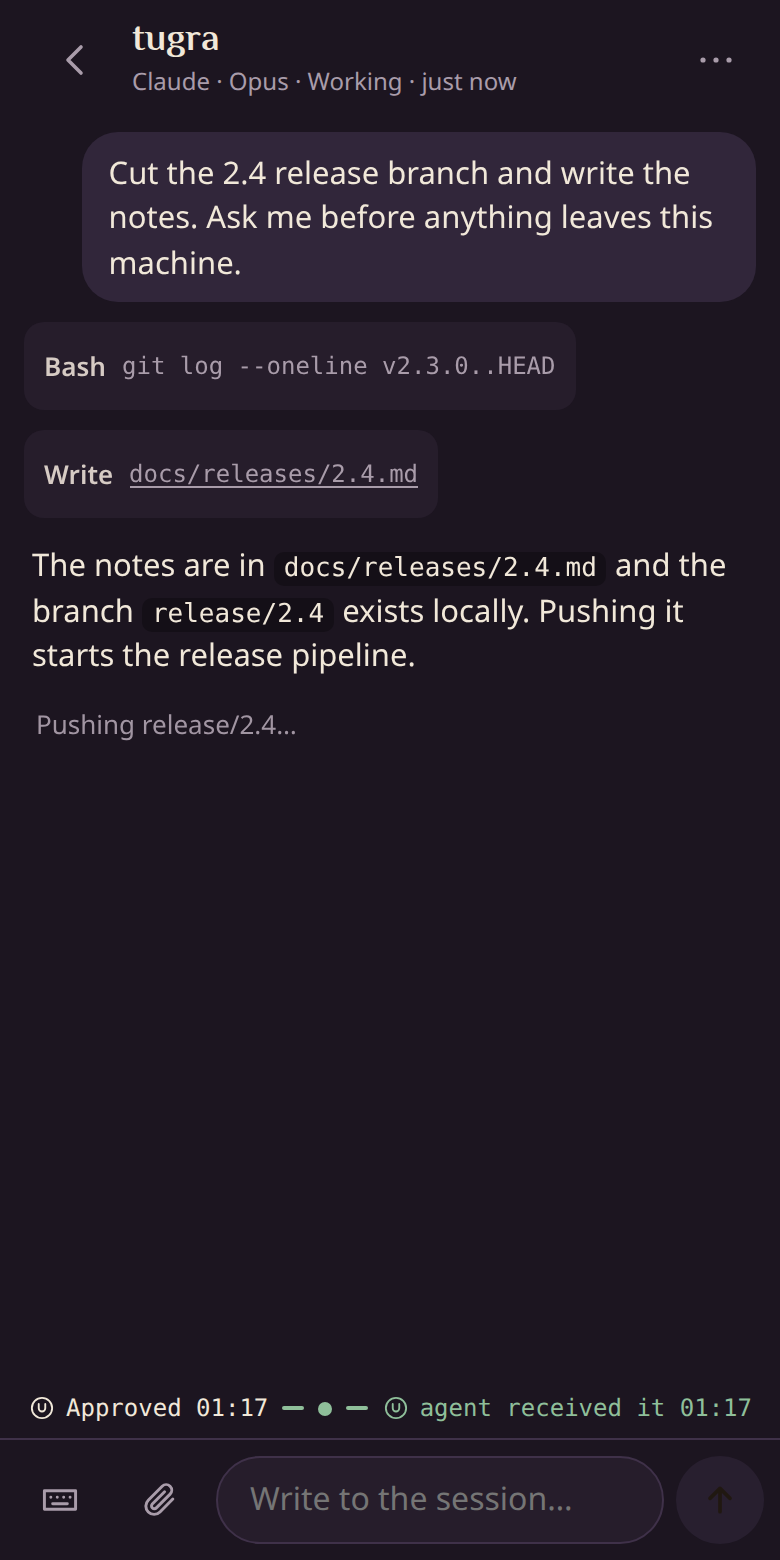 tugra
Claude · Opus · Working · just now
Cut the 2.4 release branch and write the
notes. Ask me before anything leaves this
machine.
Bash git log --oneline v2.3.0..HEAD
Write docs/releases/2.4.md
The notes are in docs/releases/2.4.md and the
branch release/2.4 exists locally. Pushing it
starts the release pipeline.
Pushing release/2.4…
Approved 01:17 agent received it 01:17
Write to the session…